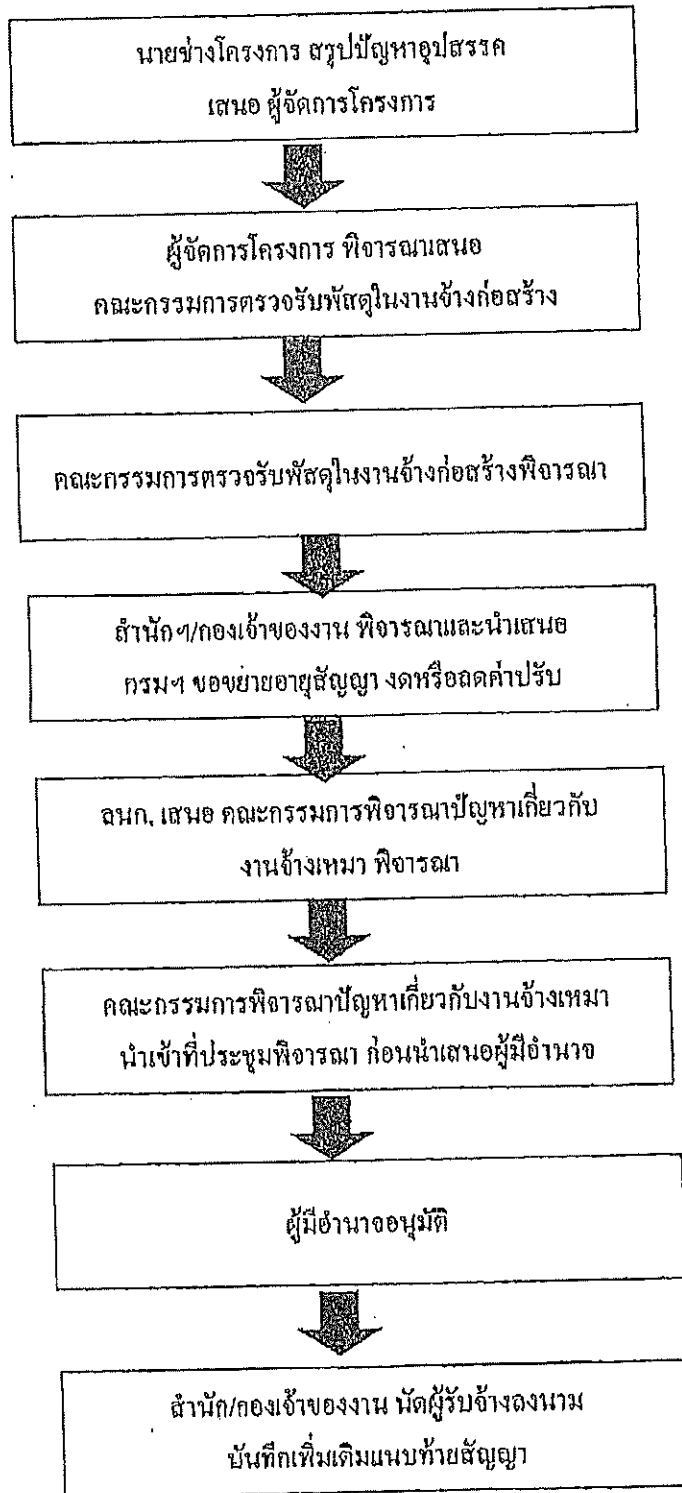 นายช่างโครงการ สรุปปัญหาอุปสรรค
เสนอ ผู้จัดการโครงการ
ผู้จัดการโครงการ พิจารณาเสนอ
คณะกรรมการตรวจรับพัสดุในงานจ้างก่อสร้าง
คณะกรรมการตรวจรับพัสดุในงานจ้างก่อสร้างพิจารณา
สำนักฯ/กองเจ้าของงาน พิจารณาและนำเสนอ
กรมฯ ขอขยายอายุสัญญา งดหรือลดค่าปรับ
ลนก. เสนอ คณะกรรมการพิจารณาปัญหาเกี่ยวกับ
งานจ้างเหมา พิจารณา
คณะกรรมการพิจารณาปัญหาเกี่ยวกับงานจ้างเหมา
นำเข้าที่ประชุมพิจารณา ก่อนนำเสนอผู้มีอำนาจ
ผู้มีอำนาจอนุมัติ
สำนัก/กองเจ้าของงาน นัดผู้รับจ้างลงนาม
บันทึกเพิ่มเติมแนบท้ายสัญญา